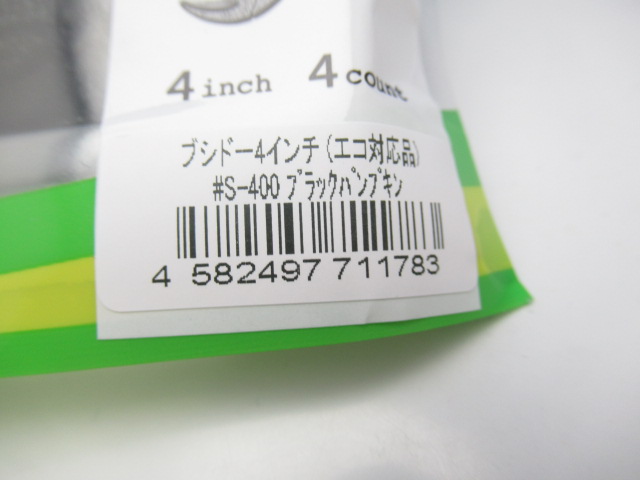 4 inch 4 count
ブシドー4インチ(エコ対応品)
#S-400 ﾌﾞﾗｯｸﾊﾟﾝﾌﾟｷﾝ
4 582497 711783